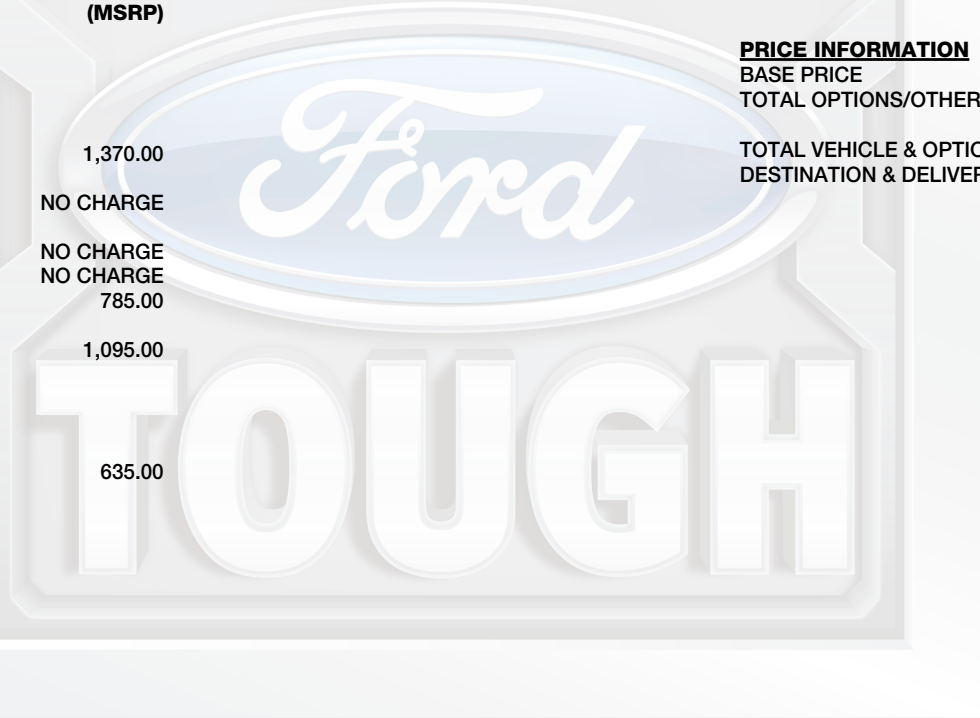 (MSRP)
1,370.00
NO CHARGE
NO CHARGE
NO CHARGE
785.00
1,095.00
635.00
PRICE INFORMATION
BASE PRICE
TOTAL OPTIONS/OTHER
TOTAL VEHICLE & OPTIO
DESTINATION & DELIVER
Ford
TOUGH